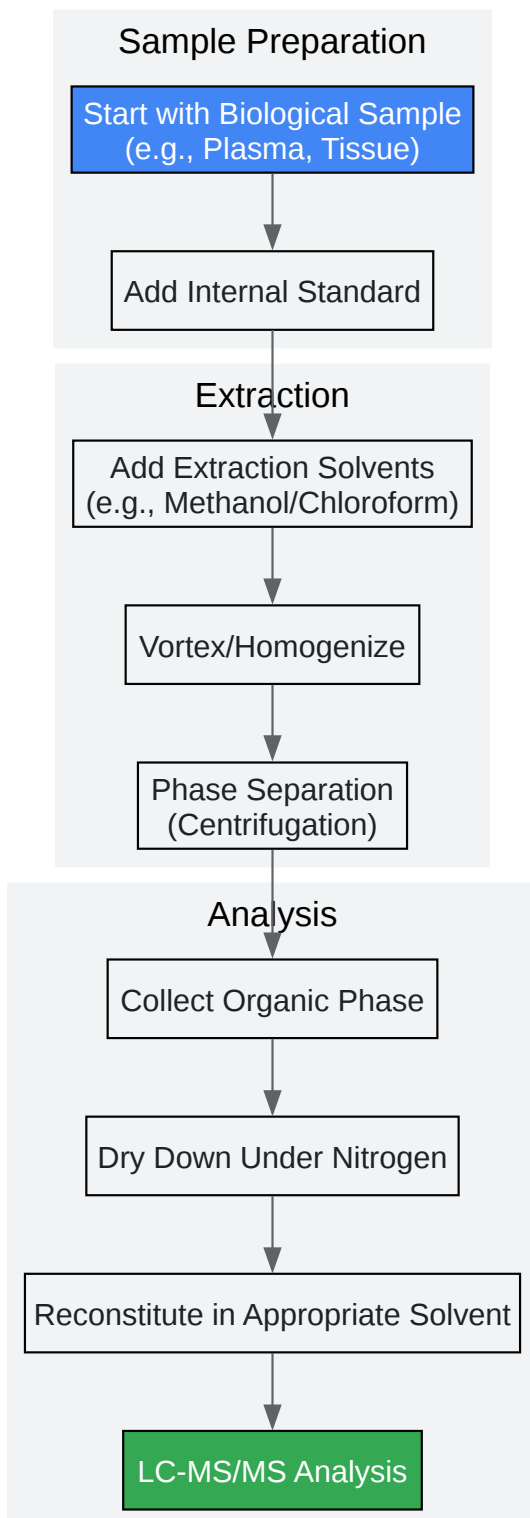 Sample Preparation
Start with Biological Sample
(e.g., Plasma, Tissue)
Add Internal Standard
Extraction
Add Extraction Solvents
(e.g., Methanol/Chloroform)
Vortex/Homogenize
Phase Separation
(Centrifugation)
Analysis
Collect Organic Phase
Dry Down Under Nitrogen
Reconstitute in Appropriate Solvent
LC-MS/MS Analysis